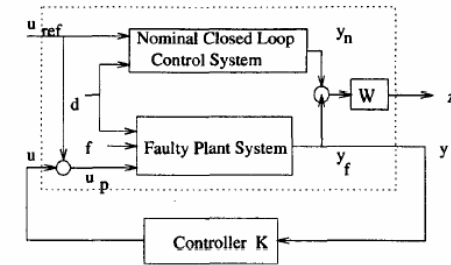 u ref
Nominal Closed Loop
Control System
y n
W
z
d
f
Faulty Plant System
y f
y
u
u p
Controller K